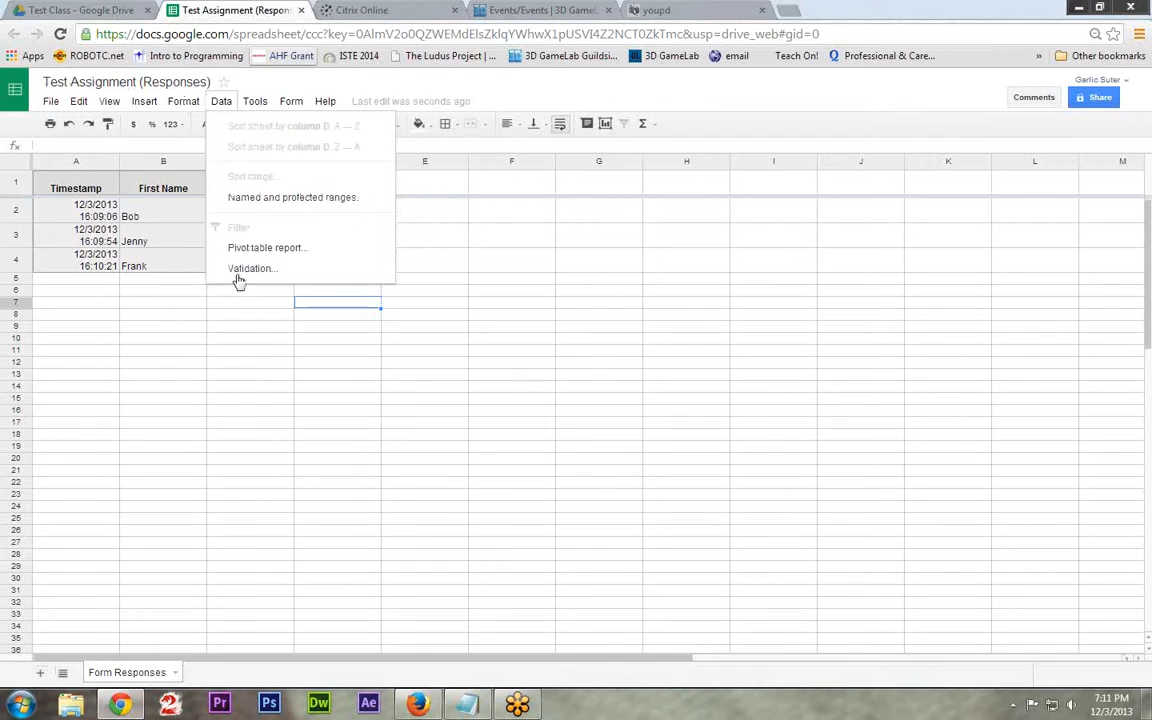 Test Class - Google Drive
Test Assignment (Respons
Citrix Online
Events/Events | 3D GameL
youpd
https://docs.google.com/spreadsheet/ccc?key=0AlmV2o0QZWEMdElsZklqYWhwX1pUSVI4Z2NCT0ZkTmc&usp=drive_web#gid=0
Apps
ROBOTC.net
Intro to Programming
AHF Grant
ISTE 2014
The Ludus Project | ...
3D GameLab Guildsi...
3D GameLab
email
Teach On!
Professional & Care...
»
Other bookmarks
Test Assignment (Responses)
Garlic Suter
File Edit View Insert Format Data Tools Form Help Last edit was seconds ago
Comments
Share
$ % 123
Σ
fx
Sort sheet by column D, A → Z
Sort sheet by column D, Z → A
Sort range...
Named and protected ranges.
Filter
Pivot table report...
Validation...
A B E F G H I J K L M
1 Timestamp First Name
2 12/3/2013 16:09:06 Bob
3 12/3/2013 16:09:54 Jenny
4 12/3/2013 16:10:21 Frank
5
6
7
8
9
10
11
12
13
14
15
16
17
18
19
20
21
22
23
24
25
26
27
28
29
30
31
32
33
34
35
36
+ Form Responses
Pr Ps Dw Ae
7:11 PM
12/3/2013